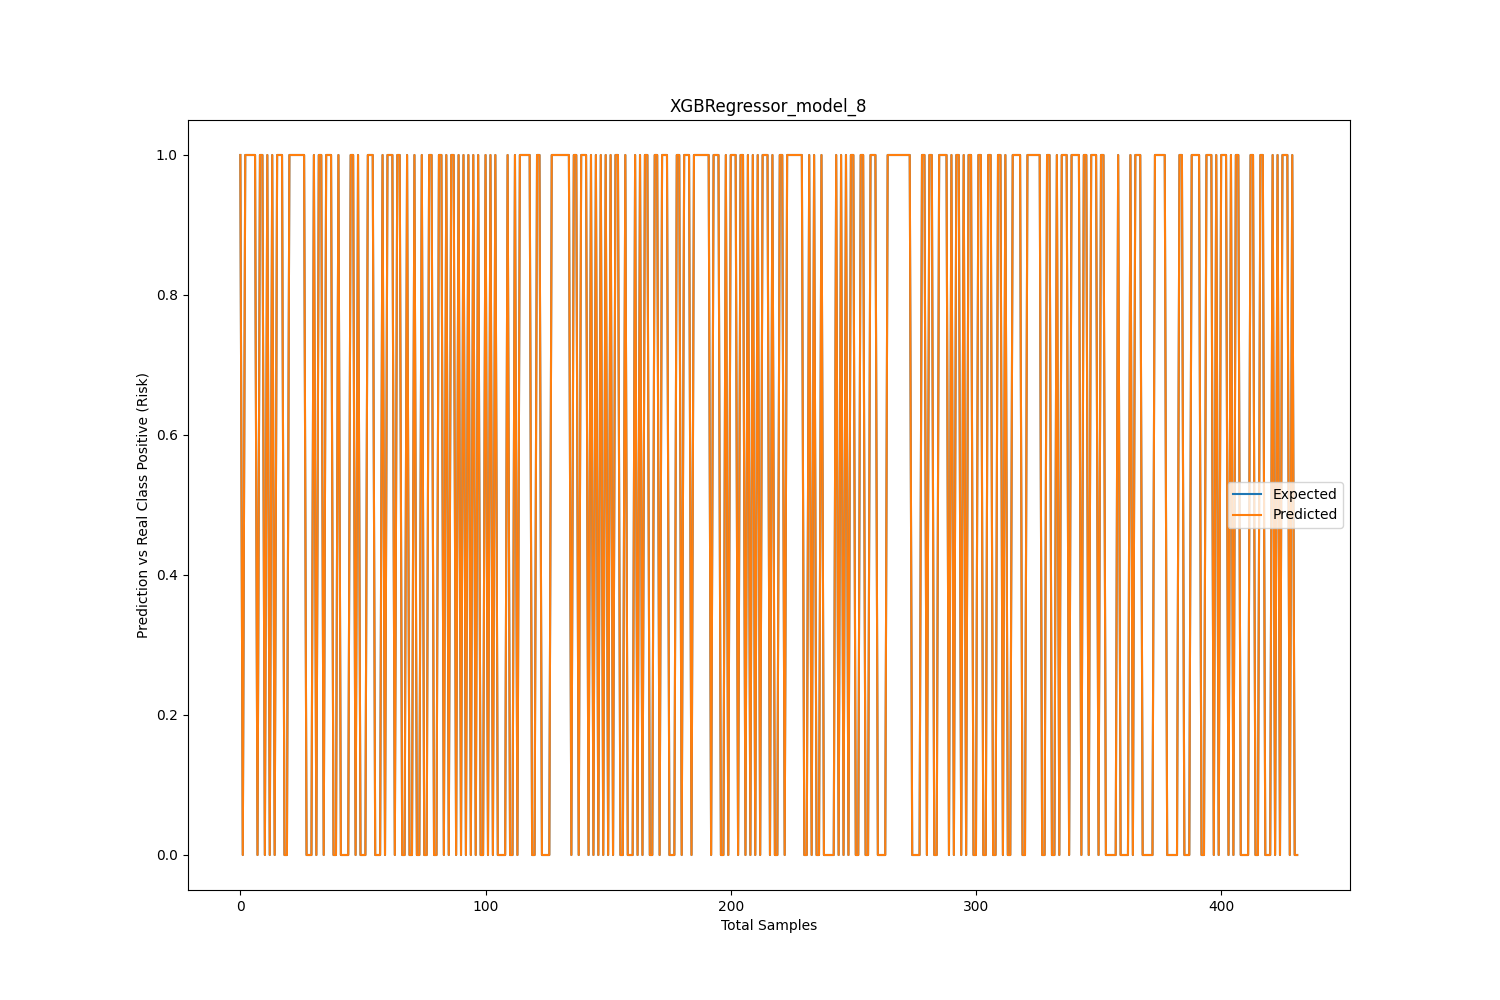 XGBRegressor_model_8
1.0
0.8
0.6
0.4
0.2
0.0
Prediction vs Real Class Positive (Risk)
Expected
Predicted
0 100 200 300 400
Total Samples